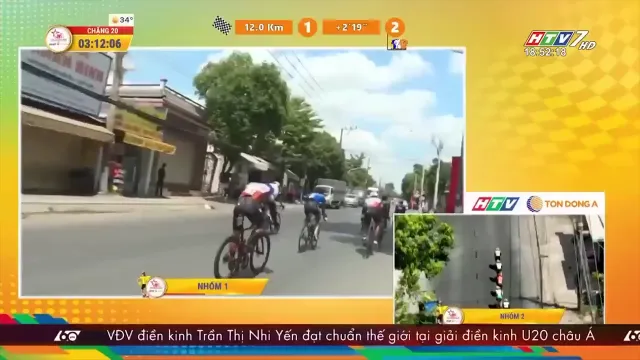 34°
CHẶNG 20
03:12:06
12.0 Km
1
+2'19"
2
HTV7 HD
18:52:18
HTV TON DONG A
NHÓM 1
NHÓM 2
VĐV điền kinh Trần Thị Nhi Yến đạt chuẩn thế giới tại giải điền kinh U20 châu Á